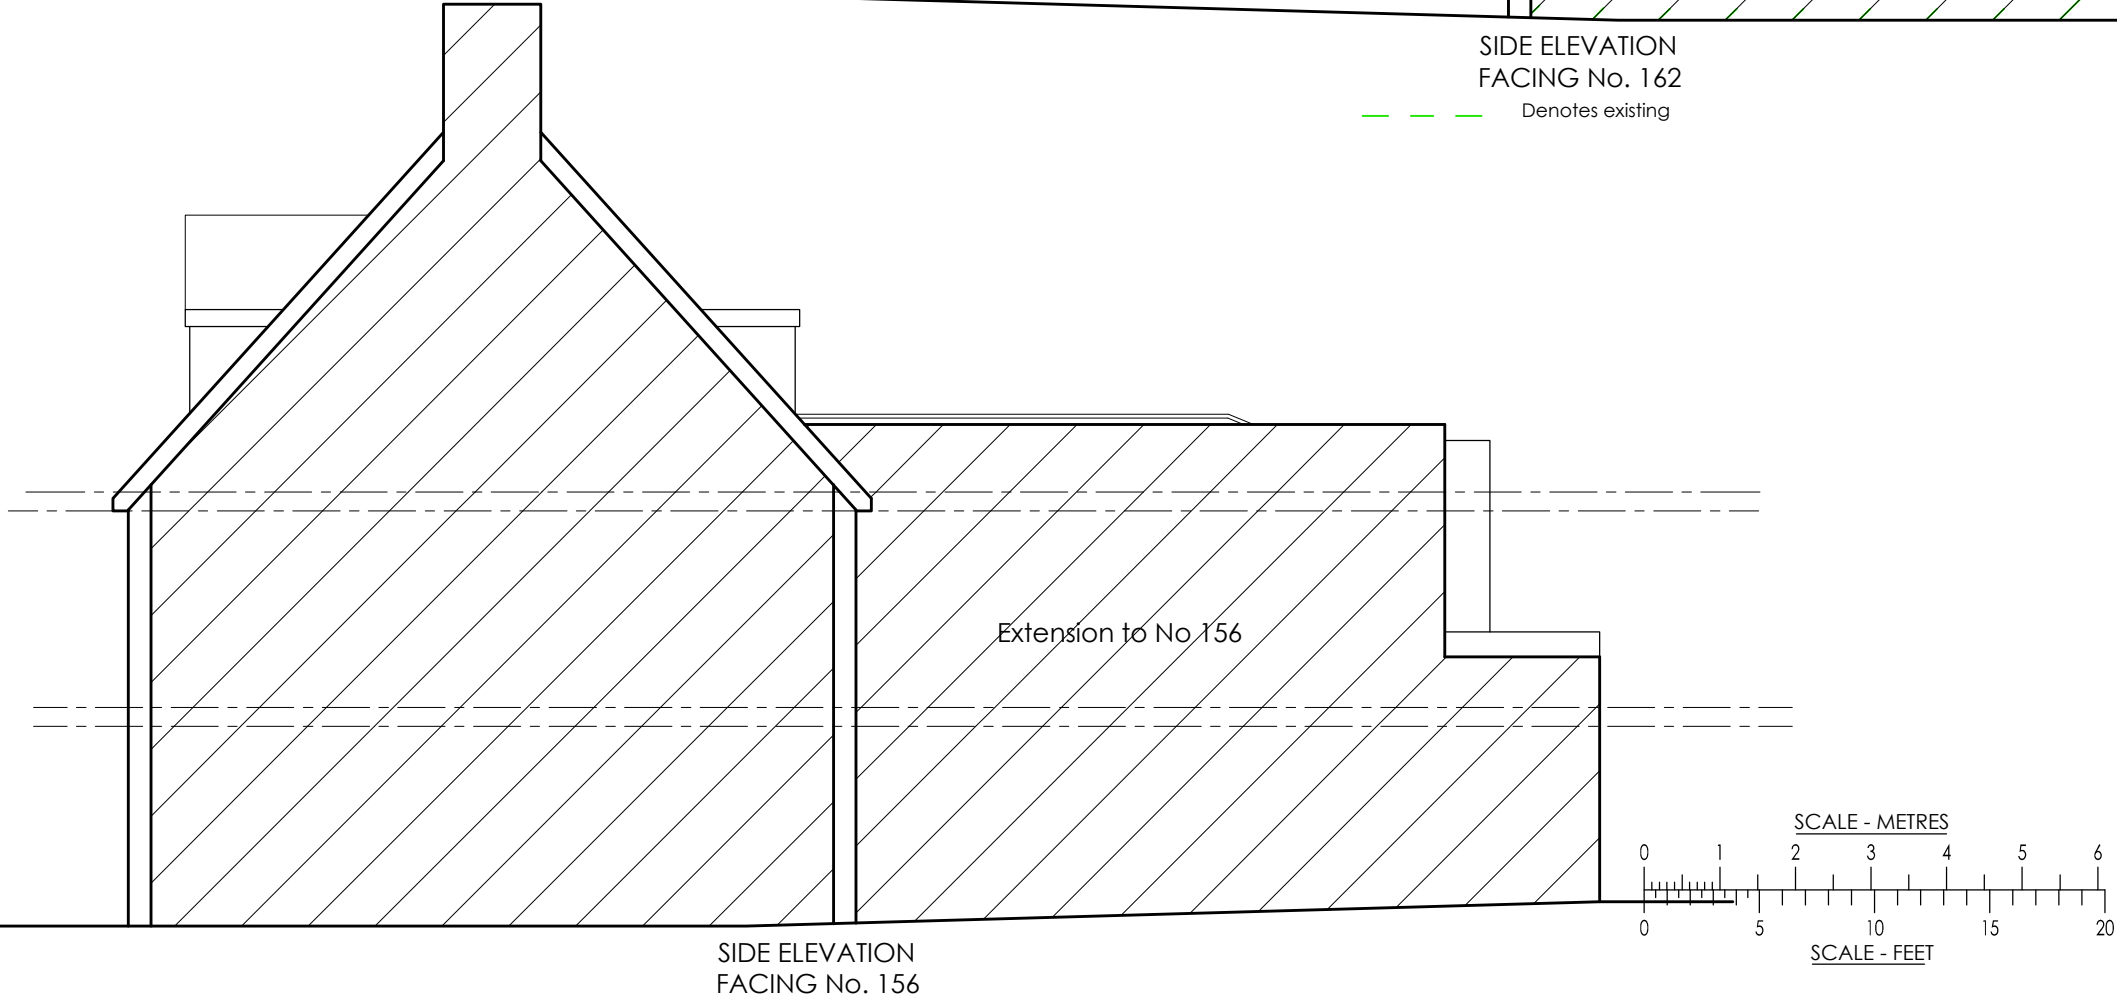 SIDE ELEVATION
FACING No. 162
Denotes existing
Extension to No 156
SCALE - METRES
0 1 2 3 4 5 6
0 5 10 15 20
SCALE - FEET
SIDE ELEVATION
FACING No. 156